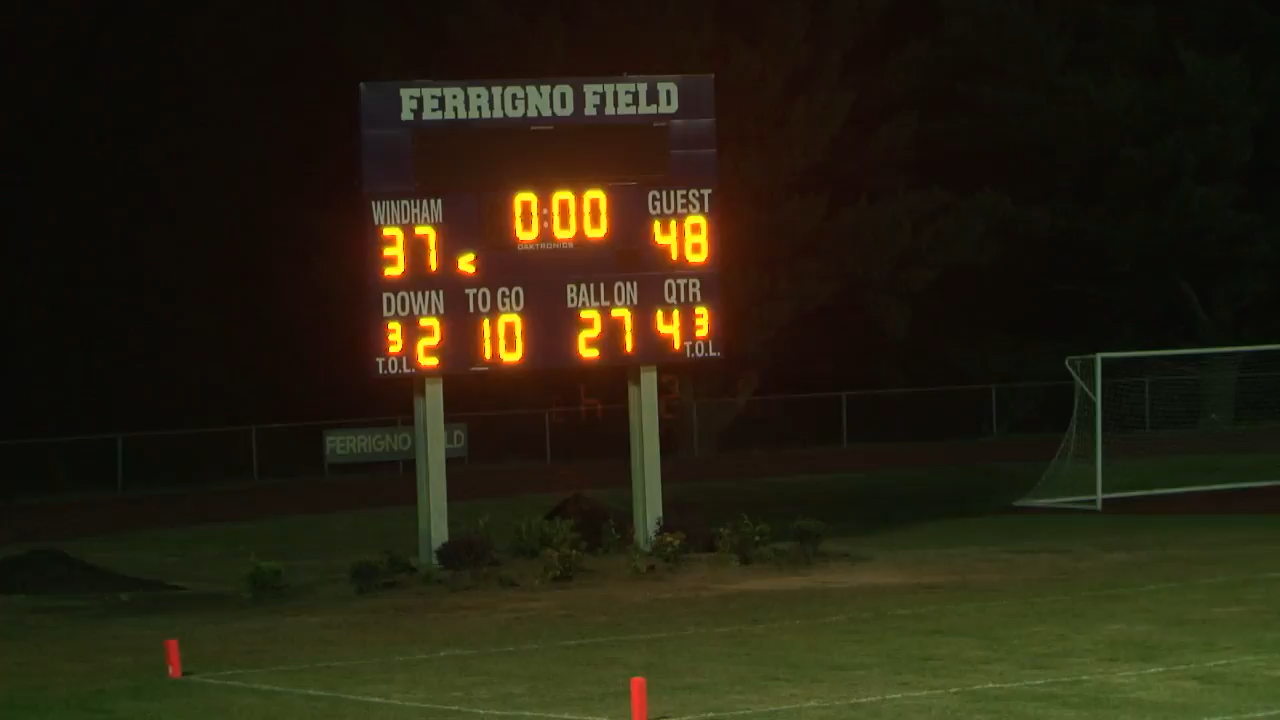 FERRIGNO FIELD
WINDHAM 0:00 GUEST
37 < 48
DAKTRONICS
DOWN TO GO BALL ON QTR
3 2 10 27 4 3
T.O.L. T.O.L.
FERRIGNO LD